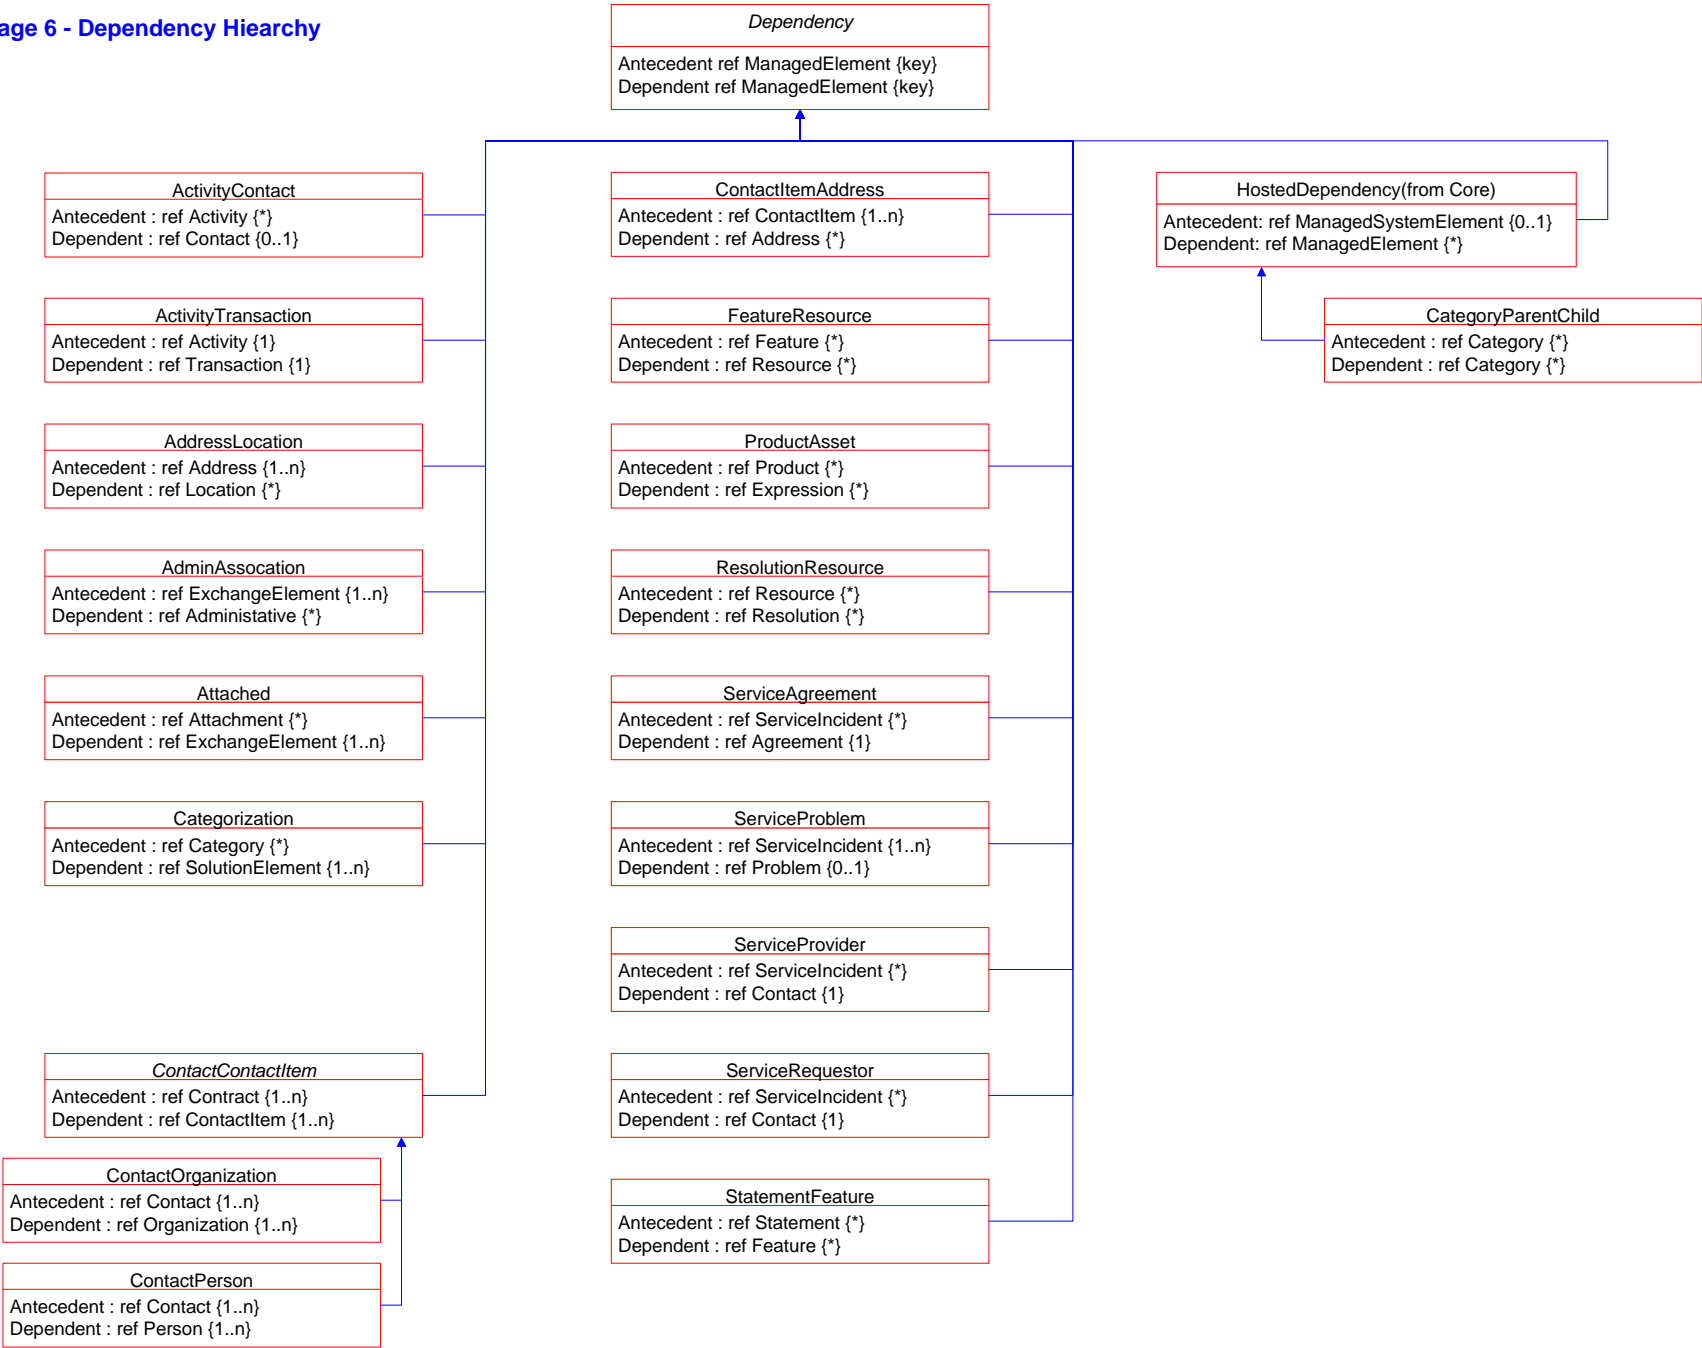 age 6 - Dependency Hiearchy
Dependency
Antecedent ref ManagedElement {key}
Dependent ref ManagedElement {key}
ActivityContact
Antecedent : ref Activity {*}
Dependent : ref Contact {0..1}
ActivityTransaction
Antecedent : ref Activity {1}
Dependent : ref Transaction {1}
AddressLocation
Antecedent : ref Address {1..n}
Dependent : ref Location {*}
AdminAssocation
Antecedent : ref ExchangeElement {1..n}
Dependent : ref Administative {*}
Attached
Antecedent : ref Attachment {*}
Dependent : ref ExchangeElement {1..n}
Categorization
Antecedent : ref Category {*}
Dependent : ref SolutionElement {1..n}
ContactContactItem
Antecedent : ref Contract {1..n}
Dependent : ref ContactItem {1..n}
ContactOrganization
Antecedent : ref Contact {1..n}
Dependent : ref Organization {1..n}
ContactPerson
Antecedent : ref Contact {1..n}
Dependent : ref Person {1..n}
ContactItemAddress
Antecedent : ref ContactItem {1..n}
Dependent : ref Address {*}
FeatureResource
Antecedent : ref Feature {*}
Dependent : ref Resource {*}
ProductAsset
Antecedent : ref Product {*}
Dependent : ref Expression {*}
ResolutionResource
Antecedent : ref Resource {*}
Dependent : ref Resolution {*}
ServiceAgreement
Antecedent : ref ServiceIncident {*}
Dependent : ref Agreement {1}
ServiceProblem
Antecedent : ref ServiceIncident {1..n}
Dependent : ref Problem {0..1}
ServiceProvider
Antecedent : ref ServiceIncident {*}
Dependent : ref Contact {1}
ServiceRequestor
Antecedent : ref ServiceIncident {*}
Dependent : ref Contact {1}
StatementFeature
Antecedent : ref Statement {*}
Dependent : ref Feature {*}
HostedDependency(from Core)
Antecedent: ref ManagedSystemElement {0..1}
Dependent: ref ManagedElement {*}
CategoryParentChild
Antecedent : ref Category {*}
Dependent : ref Category {*}